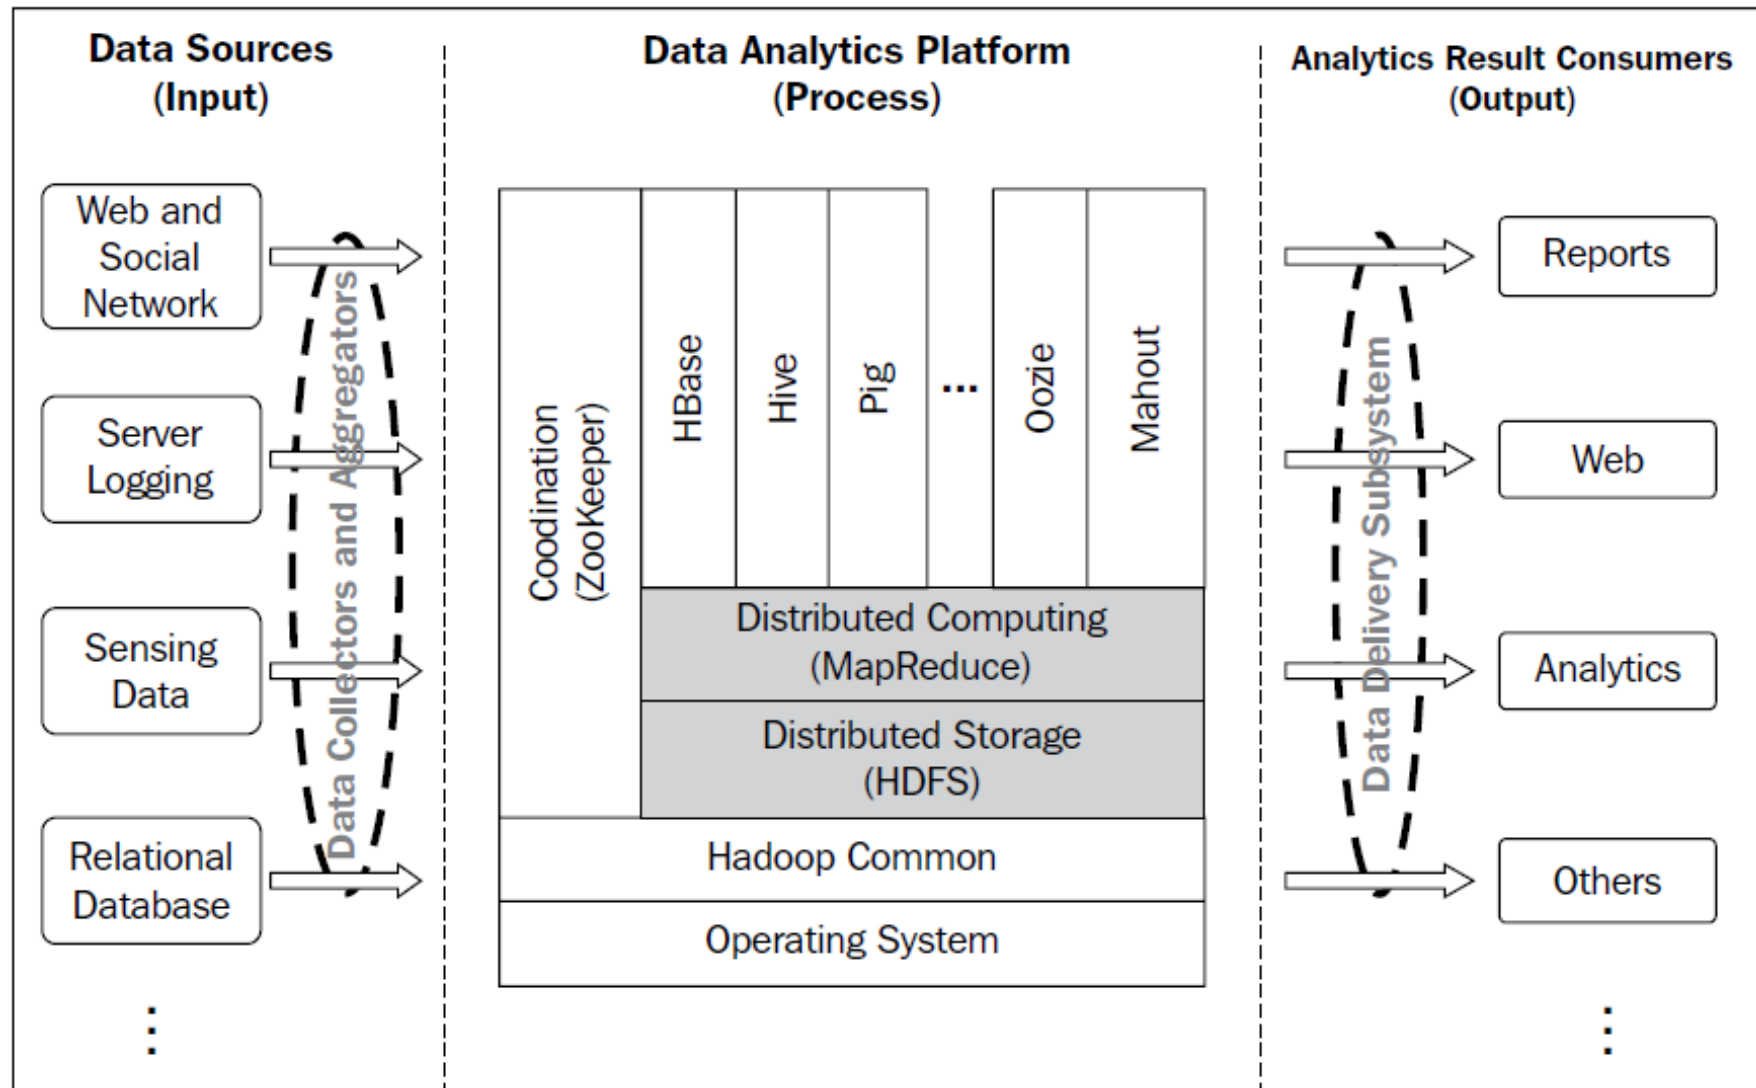 Data Sources
(Input)
Web and
Social
Network
Server
Logging
Sensing
Data
Relational
Database
⋮
Data Collectors and Aggregators
Data Analytics Platform
(Process)
Coodination
(ZooKeeper)
HBase
Hive
Pig
...
Oozie
Mahout
Distributed Computing
(MapReduce)
Distributed Storage
(HDFS)
Hadoop Common
Operating System
Analytics Result Consumers
(Output)
Data Delivery Subsystem
Reports
Web
Analytics
Others
⋮